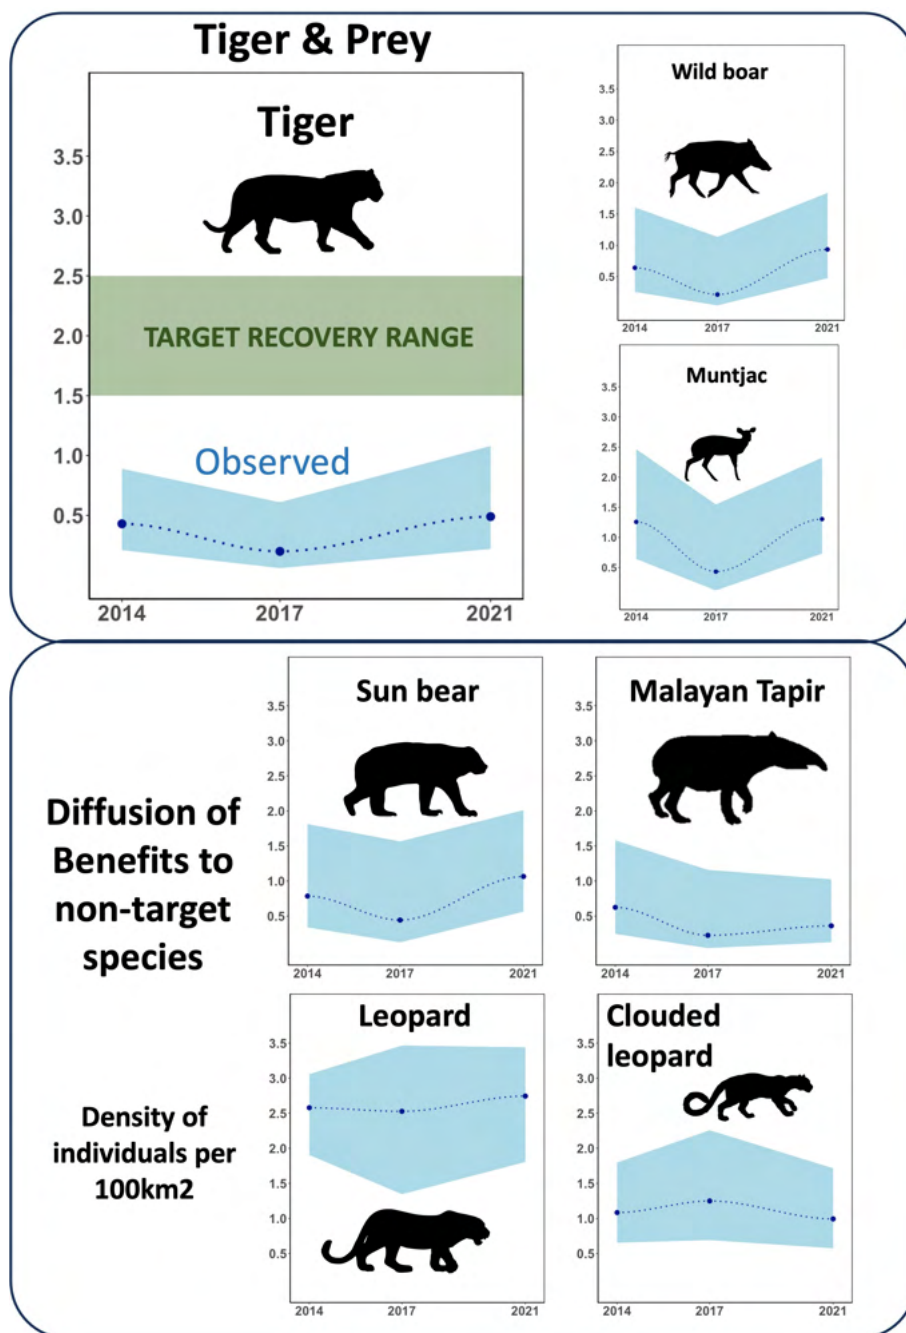 Tiger & Prey
Tiger
3.5
3.0
2.5
TARGET RECOVERY RANGE
2.0
1.5
1.0
Observed
0.5
2014 2017 2021
Wild boar
3.5
3.0
2.5
2.0
1.5
1.0
0.5
2014 2017 2021
Muntjac
3.5
3.0
2.5
2.0
1.5
1.0
0.5
2014 2017 2021
Diffusion of
Benefits to
non-target
species
Density of
individuals per
100km2
Sun bear
3.5
3.0
2.5
2.0
1.5
1.0
0.5
2014 2017 2021
Malayan Tapir
3.5
3.0
2.5
2.0
1.5
1.0
0.5
2014 2017 2021
Leopard
3.5
3.0
2.5
2.0
1.5
1.0
0.5
2014 2017 2021
Clouded
leopard
3.5
3.0
2.5
2.0
1.5
1.0
0.5
2014 2017 2021